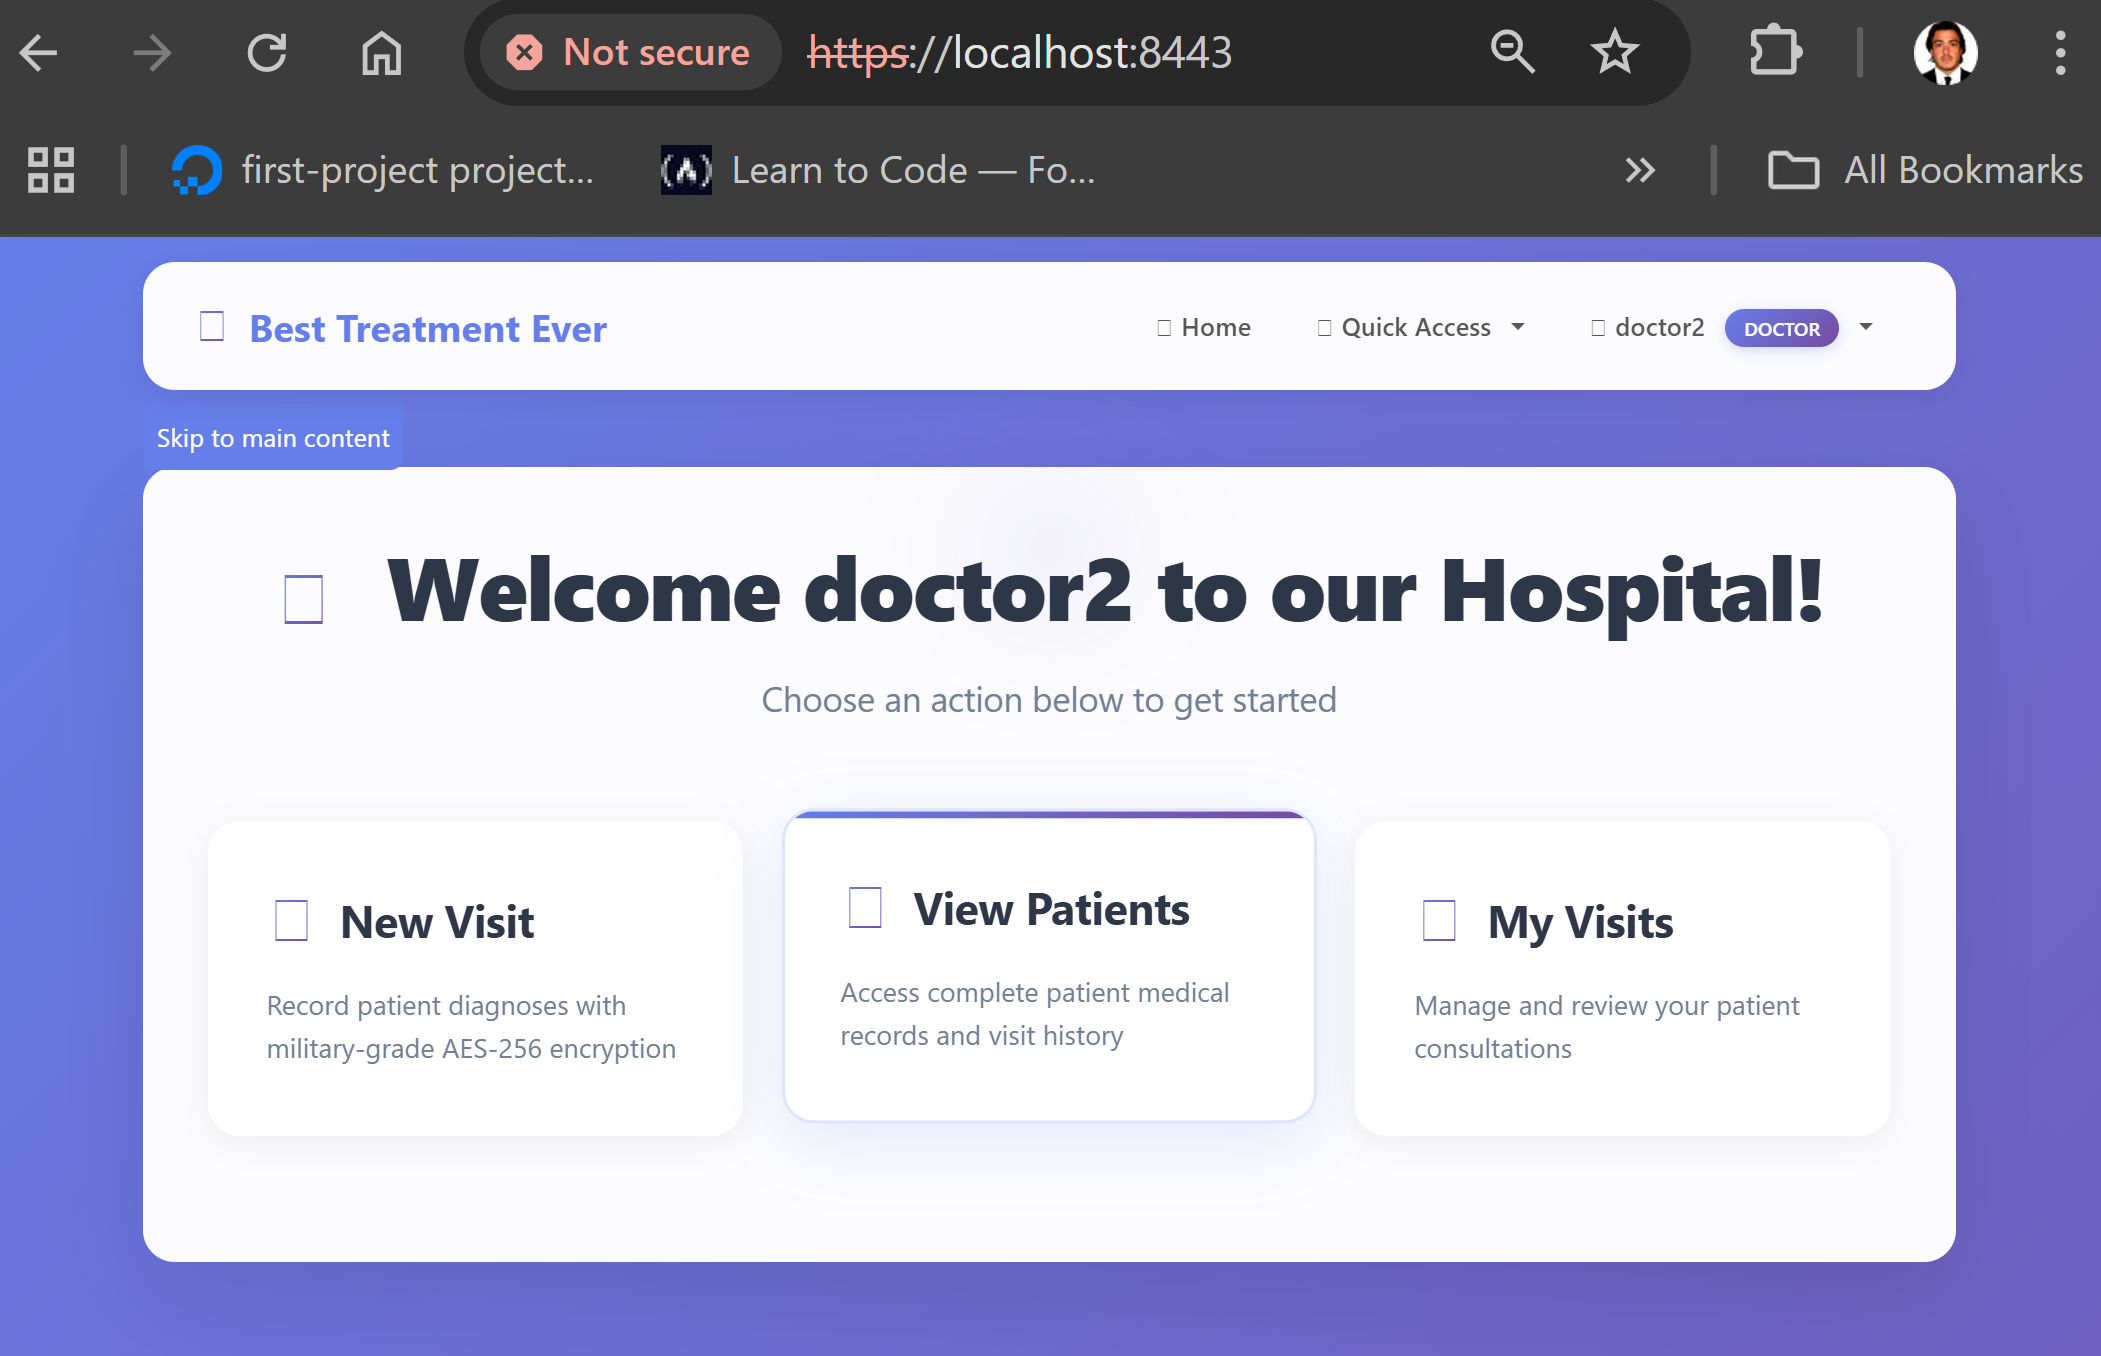 Not secure https://localhost:8443
first-project project... Learn to Code — Fo... All Bookmarks
Best Treatment Ever Home Quick Access doctor2 DOCTOR
Skip to main content
Welcome doctor2 to our Hospital!
Choose an action below to get started
New Visit
Record patient diagnoses with
military-grade AES-256 encryption
View Patients
Access complete patient medical
records and visit history
My Visits
Manage and review your patient
consultations